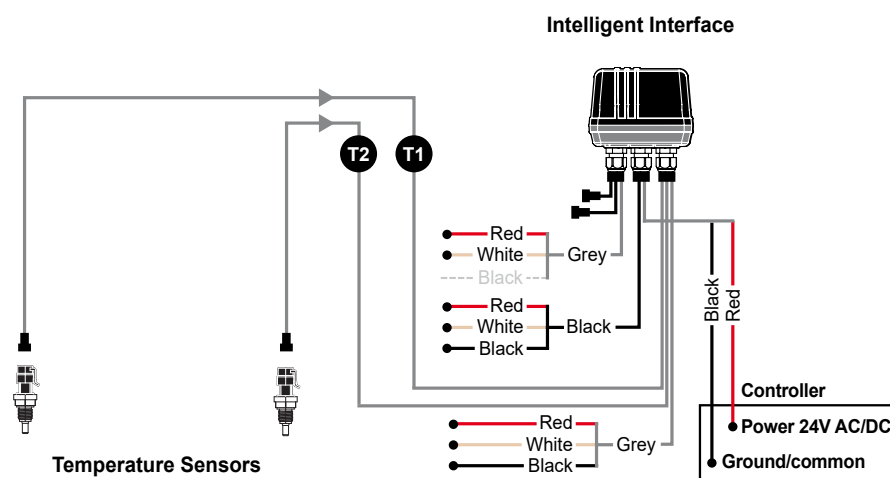 Intelligent Interface
T2
T1
Red
White
Grey
Black
Red
White
Black
Black
Black
Red
Controller
Power 24V AC/DC
Ground/common
Red
White
Grey
Black
Temperature Sensors